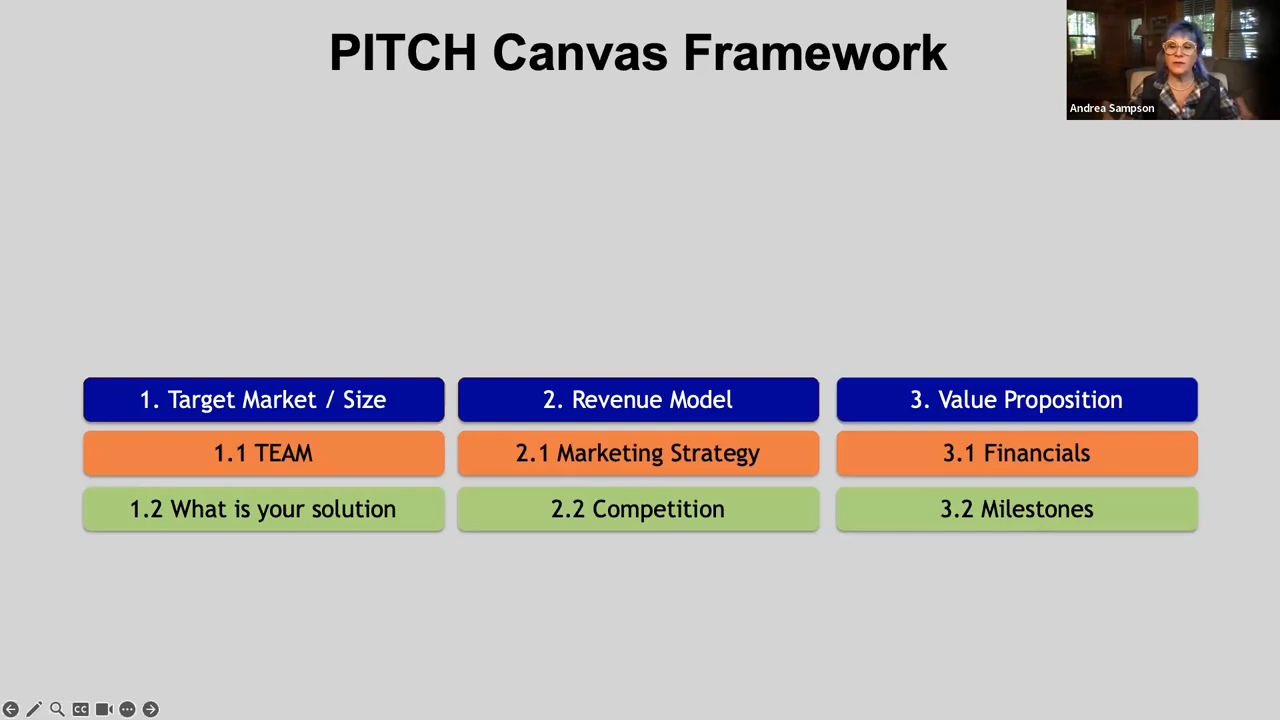 PITCH Canvas Framework
Andrea Sampson
1. Target Market / Size
2. Revenue Model
3. Value Proposition
1.1 TEAM
2.1 Marketing Strategy
3.1 Financials
1.2 What is your solution
2.2 Competition
3.2 Milestones
CC